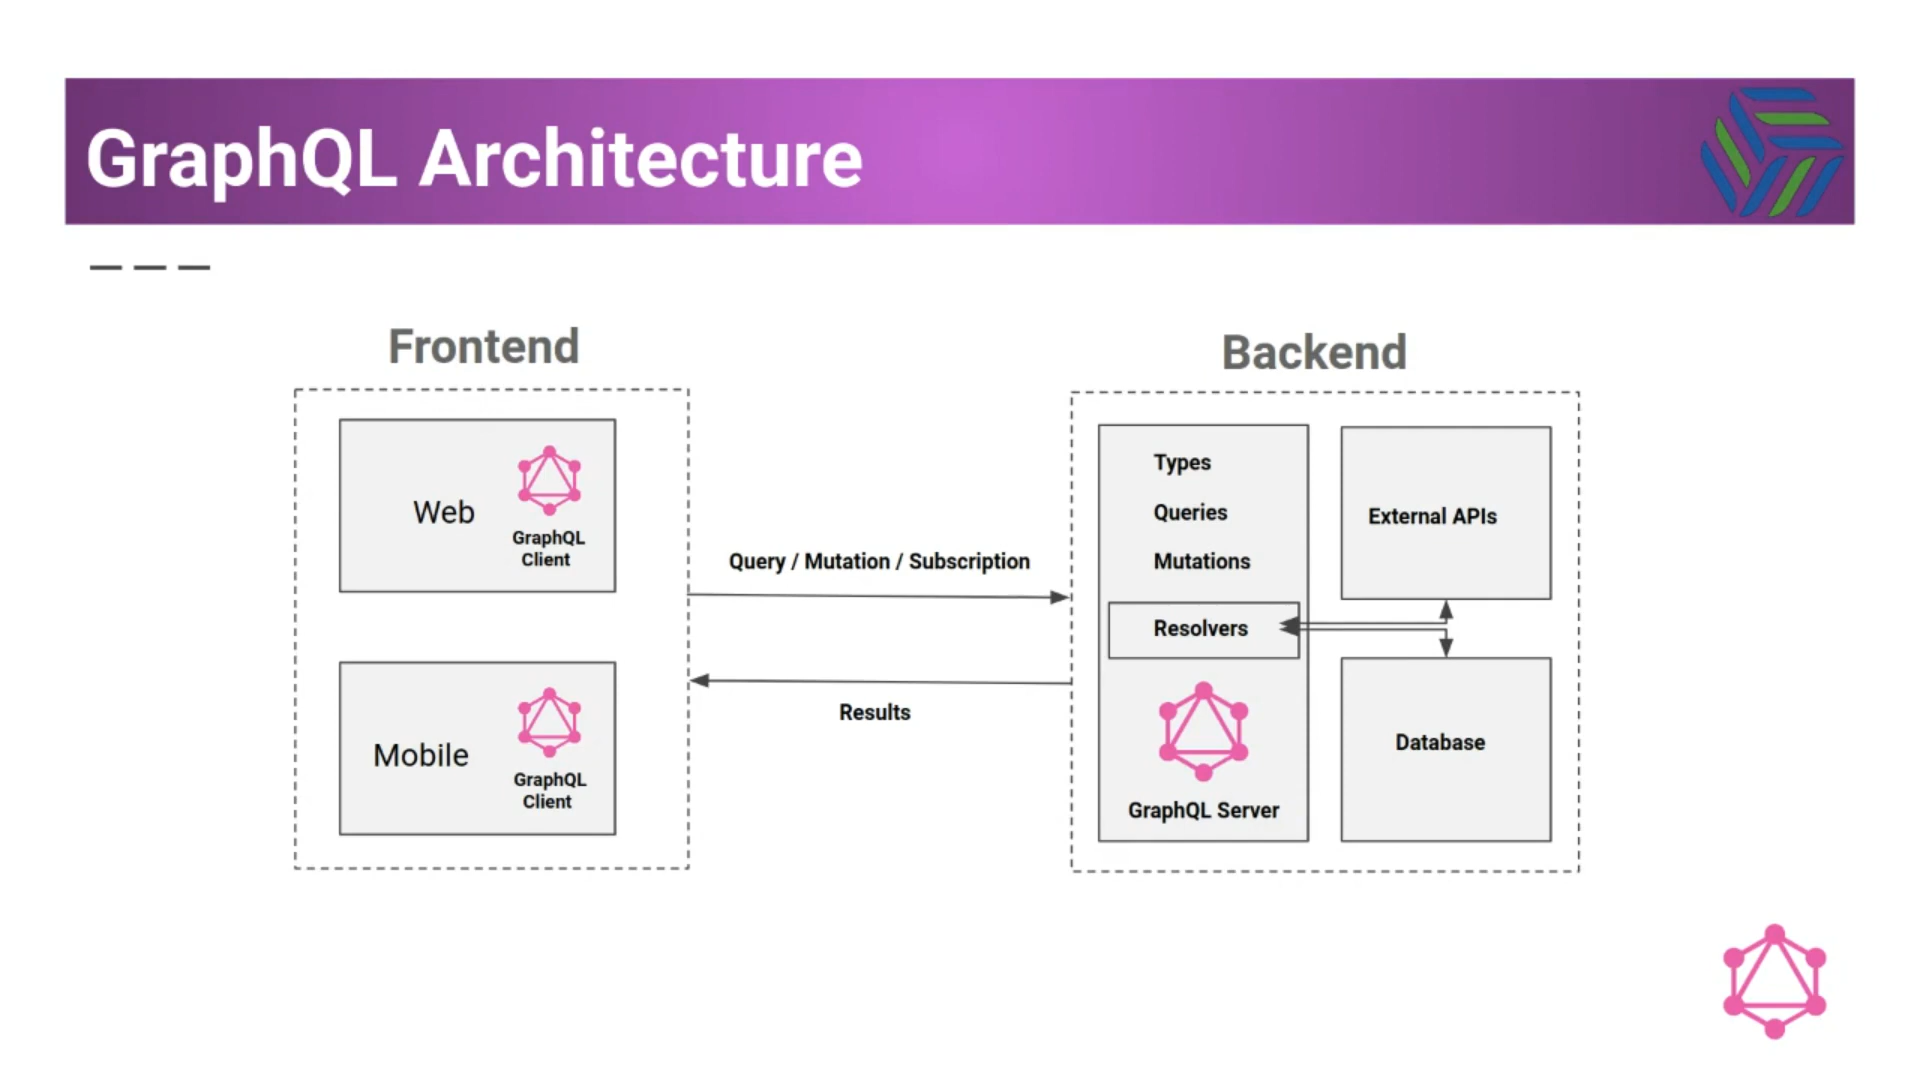 GraphQL Architecture
Frontend
Web
GraphQL
Client
Mobile
GraphQL
Client
Query / Mutation / Subscription
Results
Backend
Types
Queries
Mutations
Resolvers
GraphQL Server
External APIs
Database